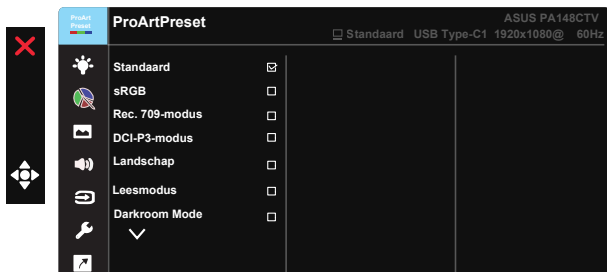 ProArt
Preset
ProArtPreset
ASUS PA148CTV
Standaard USB Type-C1 1920x1080@ 60Hz
Standaard
sRGB
Rec. 709-modus
DCI-P3-modus
Landschap
Leesmodus
Darkroom Mode